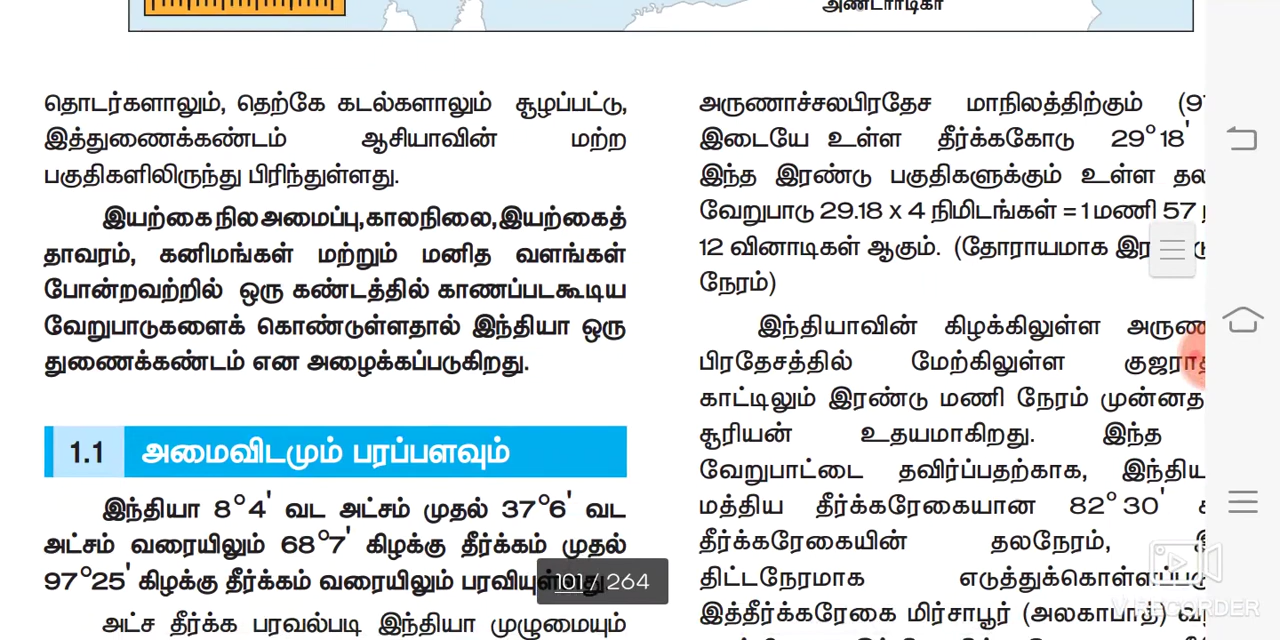 அண்டார்டிகா
தொடர்களாலும், தெற்கே கடல்களாலும் சூழப்பட்டு,
இத்துணைக்கண்டம் ஆசியாவின் மற்ற
பகுதிகளிலிருந்து பிரிந்துள்ளது.
இயற்கை நில அமைப்பு, காலநிலை, இயற்கைத்
தாவரம், கனிமங்கள் மற்றும் மனித வளங்கள்
போன்றவற்றில் ஒரு கண்டத்தில் காணப்படகூடிய
வேறுபாடுகளைக் கொண்டுள்ளதால் இந்தியா ஒரு
துணைக்கண்டம் என அழைக்கப்படுகிறது.
1.1 அமைவிடமும் பரப்பளவும்
இந்தியா 8°4' வட அட்சம் முதல் 37°6' வட
அட்சம் வரையிலும் 68°7' கிழக்கு தீர்க்கம் முதல்
97°25' கிழக்கு தீர்க்கம் வரையிலும்
அட்ச தீர்க்க பரவல்படி இந்தியா முழுமையும்
101 / 264
அருணாச்சலபிரதேச மாநிலத்திற்கும்
இடையே உள்ள தீர்க்ககோடு 29°18'
இந்த இரண்டு பகுதிகளுக்கும் உள்ள
வேறுபாடு 29.18 x 4 நிமிடங்கள் = 1 மணி 57
12 வினாடிகள் ஆகும். (தோராயமாக
நேரம்)
இந்தியாவின் கிழக்கிலுள்ள
பிரதேசத்தில் மேற்கிலுள்ள
காட்டிலும் இரண்டு மணி நேரம்
சூரியன் உதயமாகிறது. இந்த
வேறுபாட்டை தவிர்ப்பதற்காக,
மத்திய தீர்க்கரேகையான 82°30'
தீர்க்கரேகையின் தலநேரம்,
திட்டநேரமாக
இத்தீர்க்கரேகை மிர்சாபூர் (அலகாபாத்)